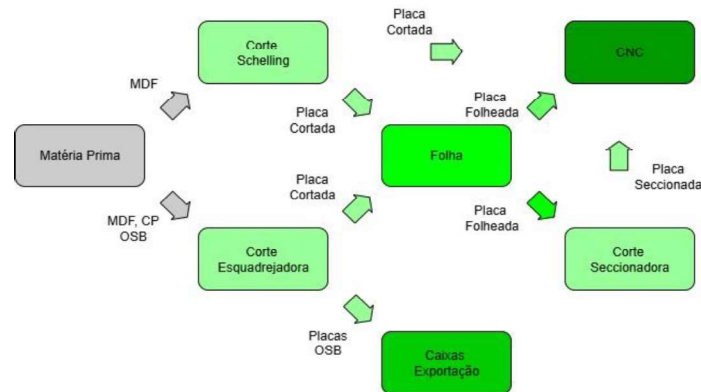 Placa
Cortada
Corte
Schelling
CNC
MDF
Placa
Cortada
Placa
Folheada
Matéria Prima
Folha
Placa
Cortada
Placa
Seccionada
MDF, CP
OSB
Placa
Folheada
Corte
Esquadrejadora
Corte
Seccionadora
Placas
OSB
Caixas
Exportação